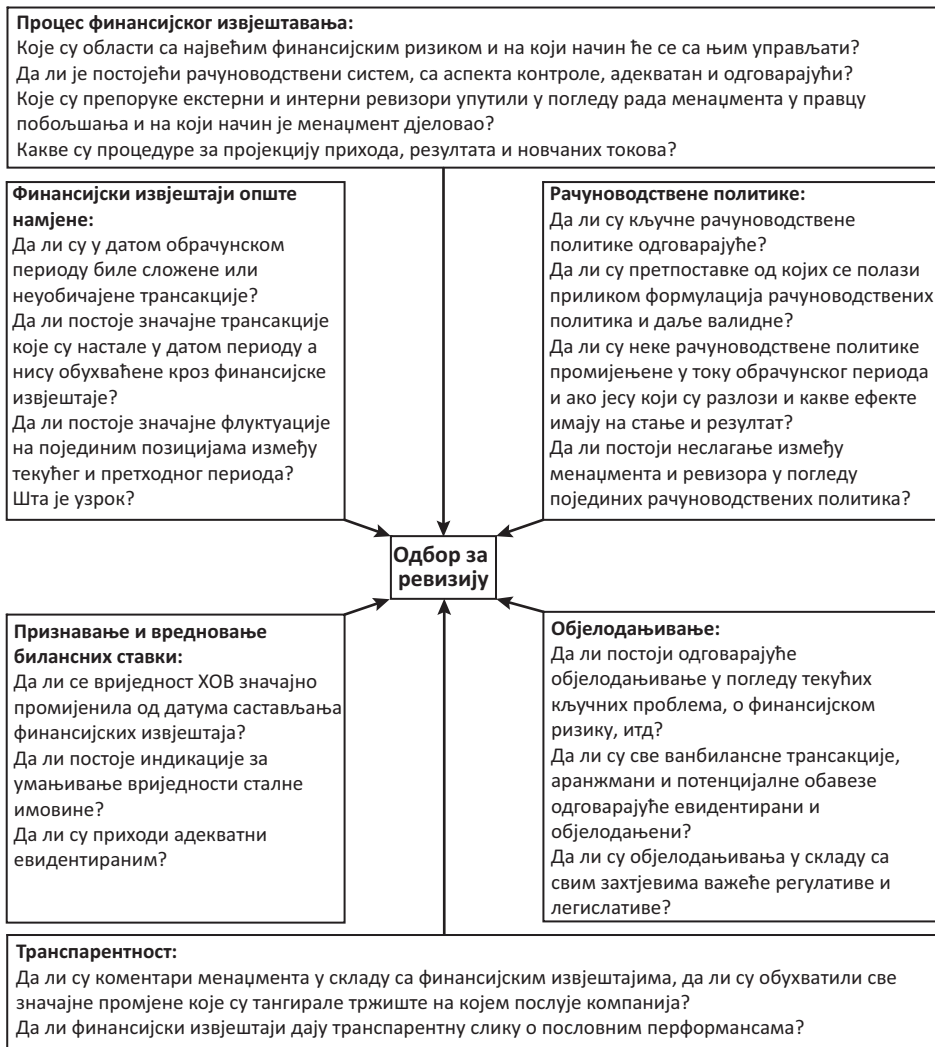 Процес финансијског извјештавања:
Које су области са највећим финансијским ризиком и на који начин ће се са њим управљати?
Да ли је постојећи рачуноводствени систем, са аспекта контроле, адекватан и одговарајући?
Које су препоруке екстерни и интерни ревизори упутили у погледу рада менаџмента у правцу
побољшања и на који начин је менаџмент дјеловао?
Какве су процедуре за пројекцију прихода, резултата и новчаних токова?
Финансијски извјештаји опште
намјене:
Да ли су у датом обрачунском
периоду биле сложене или
неуобичајене трансакције?
Да ли постоје значајне трансакције
које су настале у датом периоду а
нису обухваћене кроз финансијске
извјештаје?
Да ли постоје значајне флуктуације
на појединим позицијама између
текућег и претходног периода?
Шта је узрок?
Рачуноводствене политике:
Да ли су кључне рачуноводствене
политике одговарајуће?
Да ли су претпоставке од којих се полази
приликом формулација рачуноводствених
политика и даље валидне?
Да ли су неке рачуноводствене политике
промијењене у току обрачунског периода
и ако јесу који су разлози и какве ефекте
имају на стање и резултат?
Да ли постоји неслагање између
менаџмента и ревизора у погледу
појединих рачуноводствених политика?
Одбор за
ревизију
Признавање и вредновање
билансних ставки:
Да ли се вриједност ХОВ значајно
промијенила од датума састављања
финансијских извјештаја?
Да ли постоје индикације за
умањивање вриједности сталне
имовине?
Да ли су приходи адекватни
евидентираним?
Објелодањивање:
Да ли постоји одговарајуће
објелодањивање у погледу текућих
кључних проблема, о финансијском
ризику, итд?
Да ли су све ванбилансне трансакције,
аранжмани и потенцијалне обавезе
одговарајуће евидентирани и
објелодањени?
Да ли су објелодањивања у складу са
свим захтјевима важеће регулативе и
легислативе?
Транспарентност:
Да ли су коментари менаџмента у складу са финансијским извјештајима, да ли су обухватили све
значајне промјене које су тангирале тржиште на којем послује компанија?
Да ли финансијски извјештаји дају транспарентну слику о пословним перформансама?